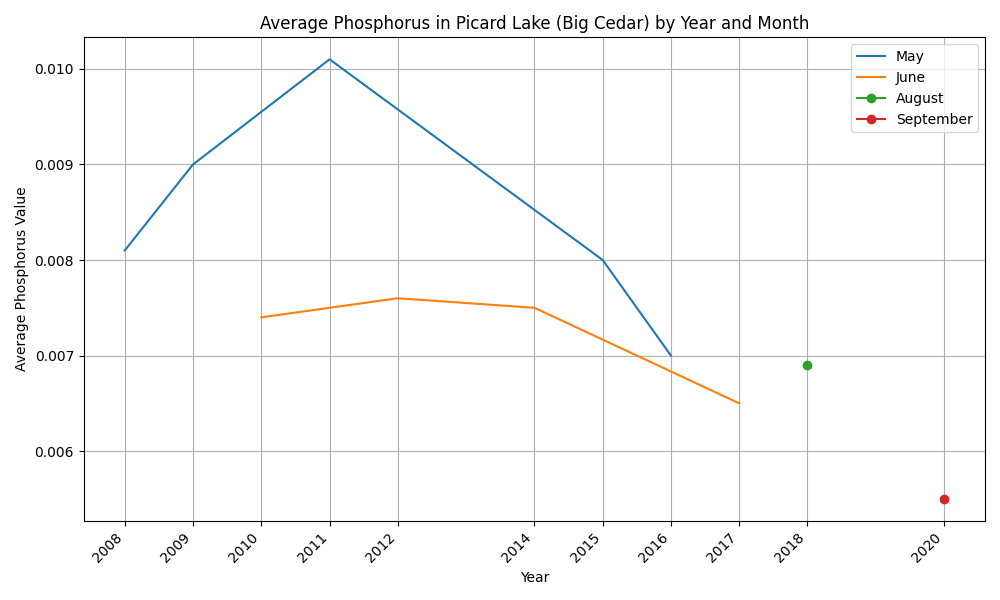 Average Phosphorus in Picard Lake (Big Cedar) by Year and Month
May
June
August
September
0.010
0.009
0.008
0.007
0.006
Average Phosphorus Value
2008
2009
2010
2011
2012
2014
2015
2016
2017
2018
2020
Year